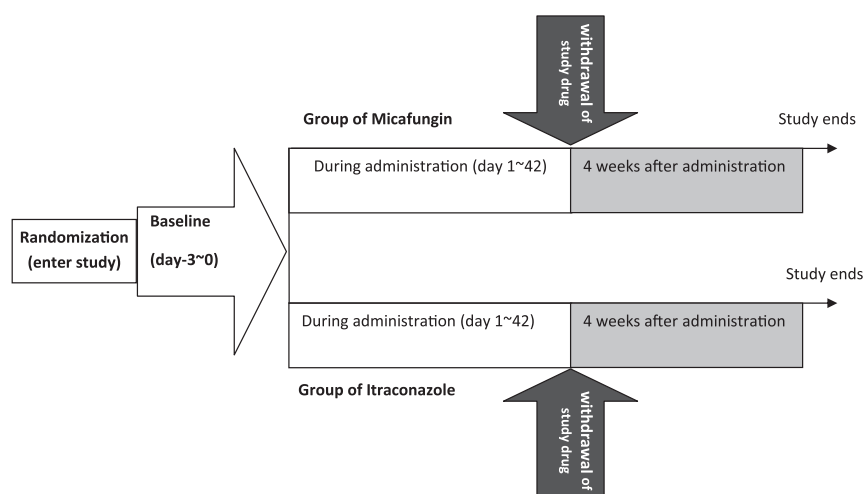 withdrawal of
study drug
Group of Micafungin
Study ends
During administration (day 1~42)
4 weeks after administration
Randomization
(enter study)
Baseline
(day-3~0)
Study ends
During administration (day 1~42)
4 weeks after administration
Group of Itraconazole
withdrawal of
study drug